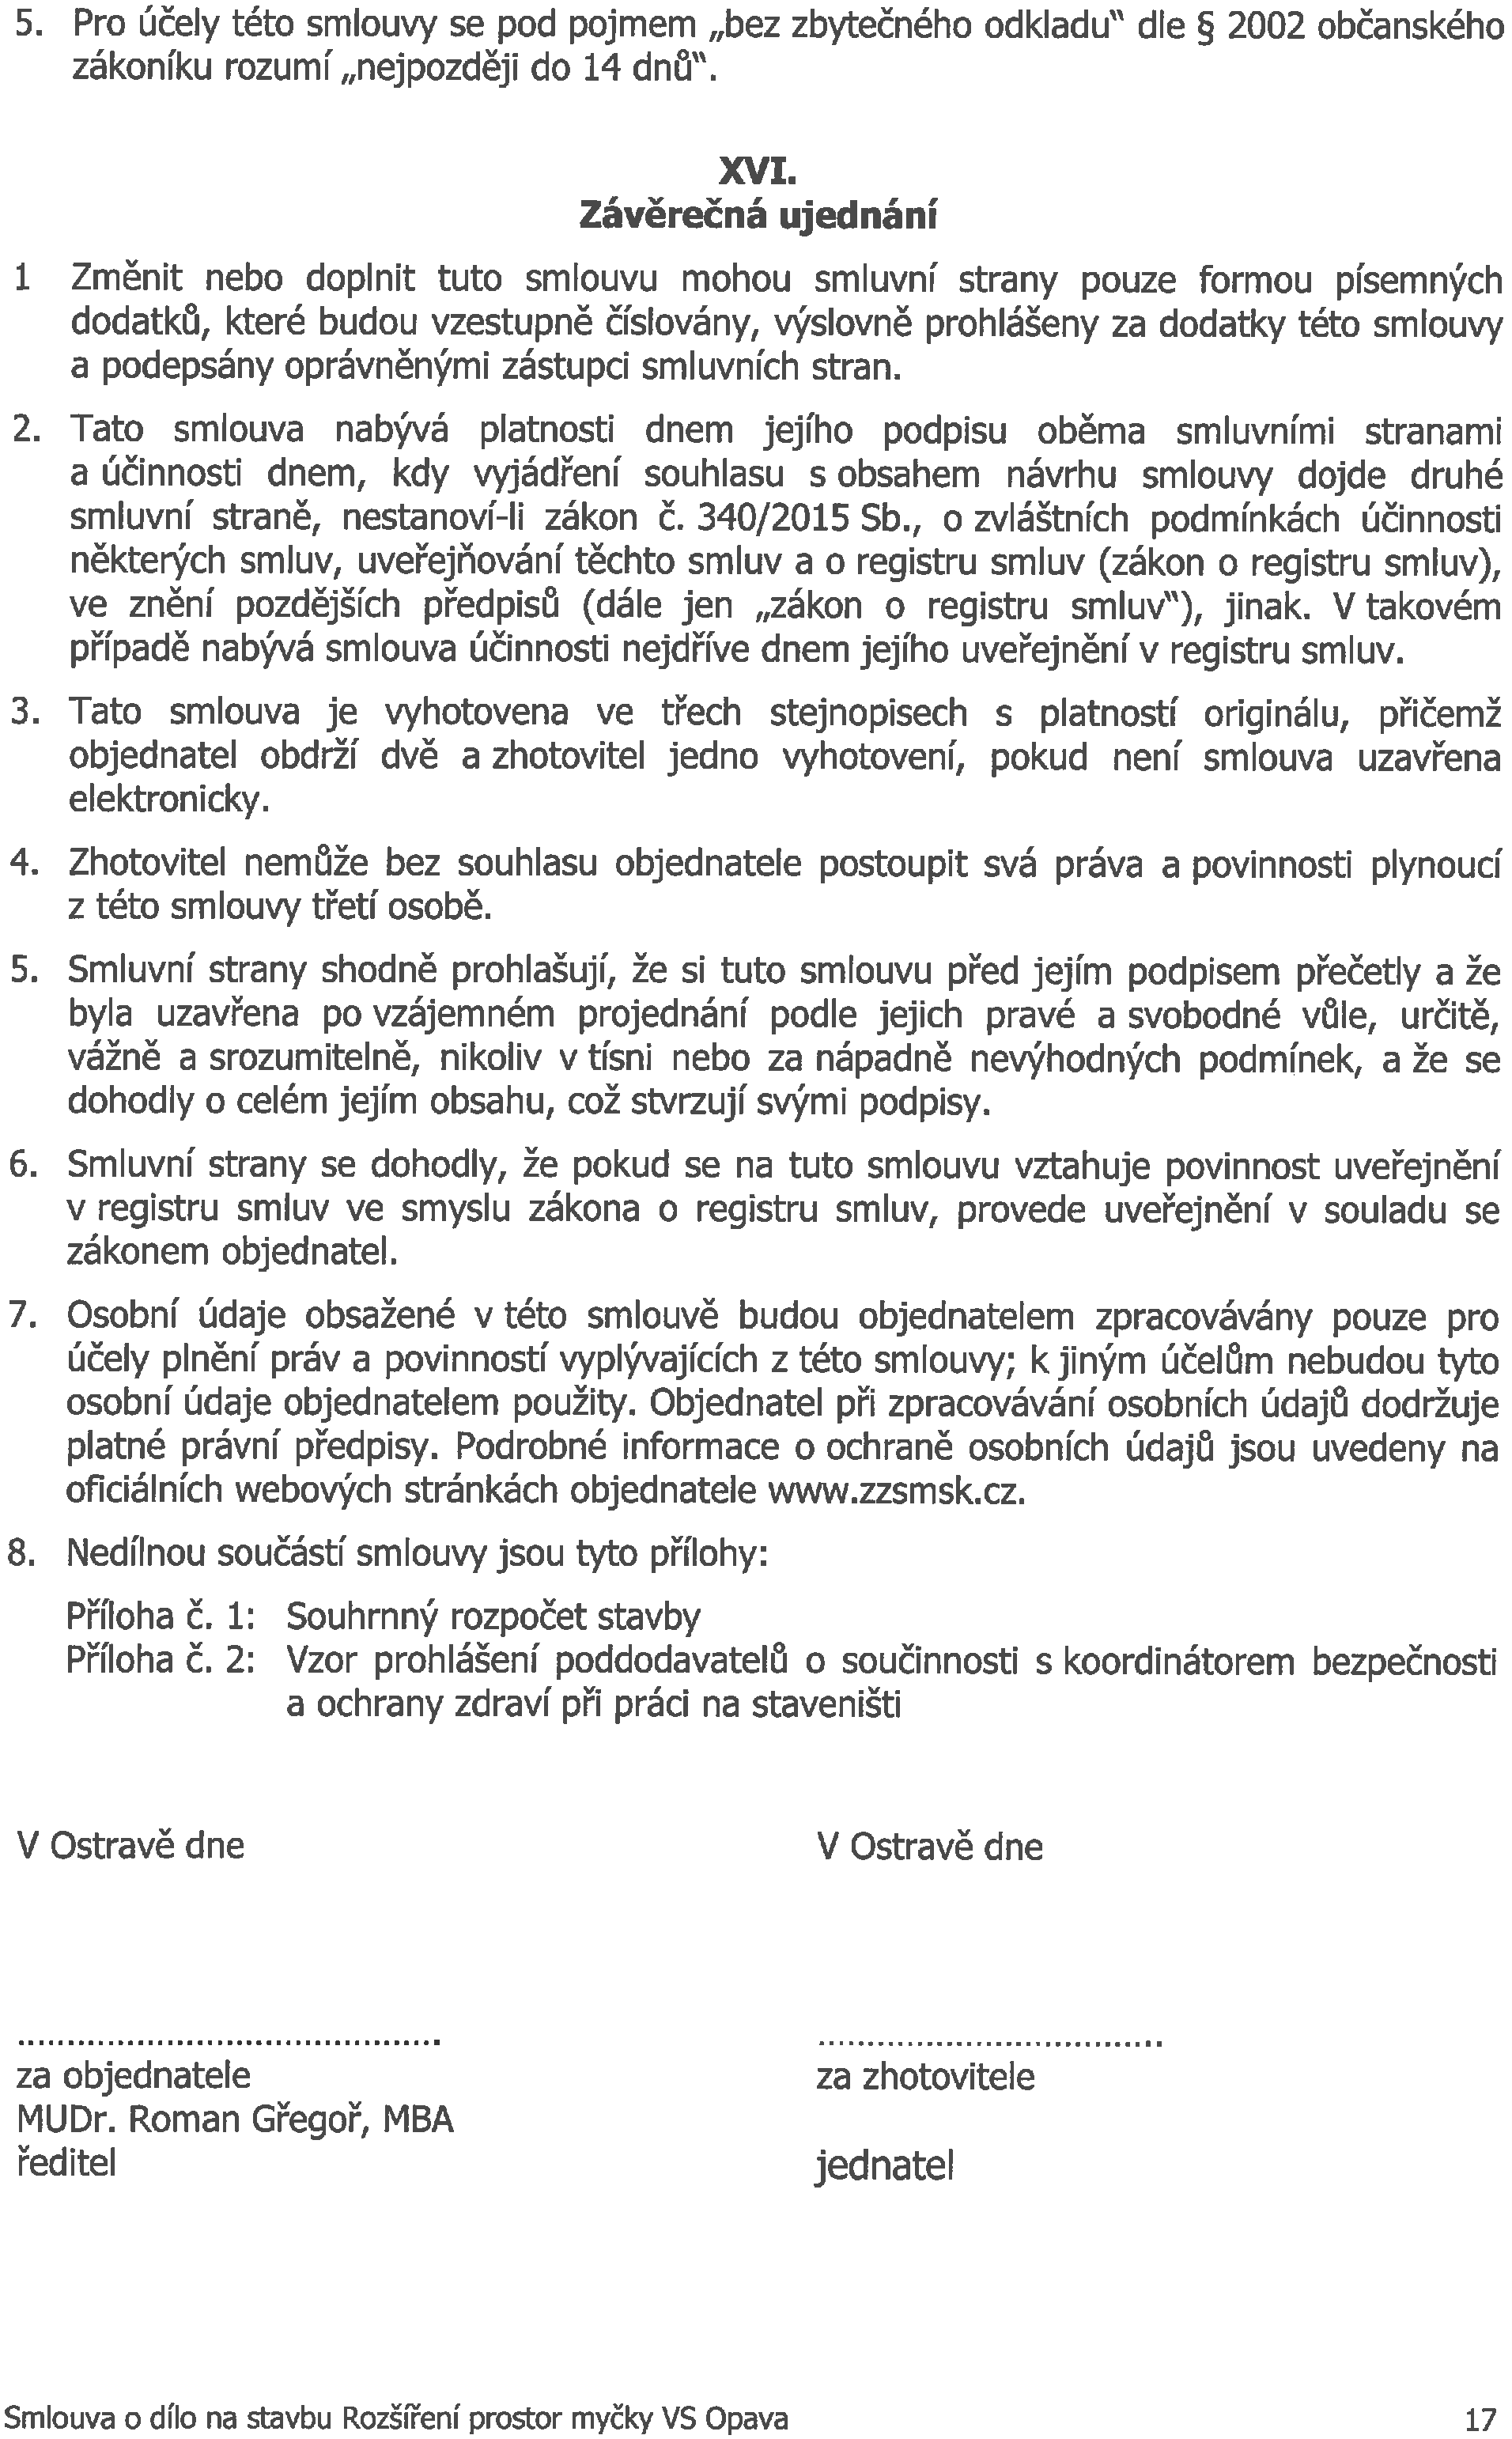 5. Pro účely této smlouvy se pod pojmem „bez zbytečného odkladu" dle § 2002 občanského
zákoníku rozumí „nejpozději do 14 dnů".
XVI.
Závěrečná ujednání
1 Změnit nebo doplnit tuto smlouvu mohou smluvní strany pouze formou písemných
dodatků, které budou vzestupně číslovány, výslovně prohlášeny za dodatky této smlouvy
a podepsány oprávněnými zástupci smluvních stran.
2. Tato smlouva nabývá platnosti dnem jejího podpisu oběma smluvními stranami
a účinnosti dnem, kdy vyjádření souhlasu s obsahem návrhu smlouvy dojde druhé
smluvní straně, nestanoví-li zákon č. 340/2015 Sb., o zvláštních podmínkách účinnosti
některých smluv, uveřejňování těchto smluv a o registru smluv (zákon o registru smluv),
ve znění pozdějších předpisů (dále jen „zákon o registru smluv"), jinak. V takovém
případě nabývá smlouva účinnosti nejdříve dnem jejího uveřejnění v registru smluv.
3. Tato smlouva je vyhotovena ve třech stejnopisech s platností originálu, přičemž
objednatel obdrží dvě a zhotovitel jedno vyhotovení, pokud není smlouva uzavřena
elektronicky.
4. Zhotovitel nemůže bez souhlasu objednatele postoupit svá práva a povinnosti plynoucí
z této smlouvy třetí osobě.
5. Smluvní strany shodně prohlašují, že si tuto smlouvu před jejím podpisem přečetly a že
byla uzavřena po vzájemném projednání podle jejich pravé a svobodné vůle, určitě,
vážně a srozumitelně, nikoliv v tísni nebo za nápadně nevýhodných podmínek, a že se
dohodly o celém jejím obsahu, což stvrzují svými podpisy.
6. Smluvní strany se dohodly, že pokud se na tuto smlouvu vztahuje povinnost uveřejnění
v registru smluv ve smyslu zákona o registru smluv, provede uveřejnění v souladu se
zákonem objednatel.
7. Osobní údaje obsažené v této smlouvě budou objednatelem zpracovávány pouze pro
účely plnění práv a povinností vyplývajících z této smlouvy; k jiným účelům nebudou tyto
osobní údaje objednatelem použity. Objednatel při zpracovávání osobních údajů dodržuje
platné právní předpisy. Podrobné informace o ochraně osobních údajů jsou uvedeny na
oficiálních webových stránkách objednatele www.zzsmsk.cz.
8. Nedílnou součástí smlouvy jsou tyto přílohy:
Příloha č. 1: Souhrnný rozpočet stavby
Příloha č. 2: Vzor prohlášení poddodavatelů o součinnosti s koordinátorem bezpečnosti
a ochrany zdraví při práci na staveništi
V Ostravě dne V Ostravě dne
........................................... ...................................
za objednatele za zhotovitele
MUDr. Roman Gřegoř, MBA
ředitel jednatel
Smlouva o dílo na stavbu Rozšíření prostor myčky VS Opava 17